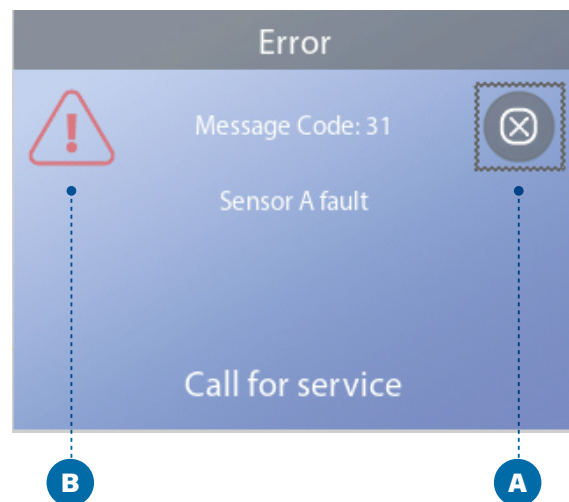 Error
Message Code: 31
Sensor A fault
Call for service
B
A